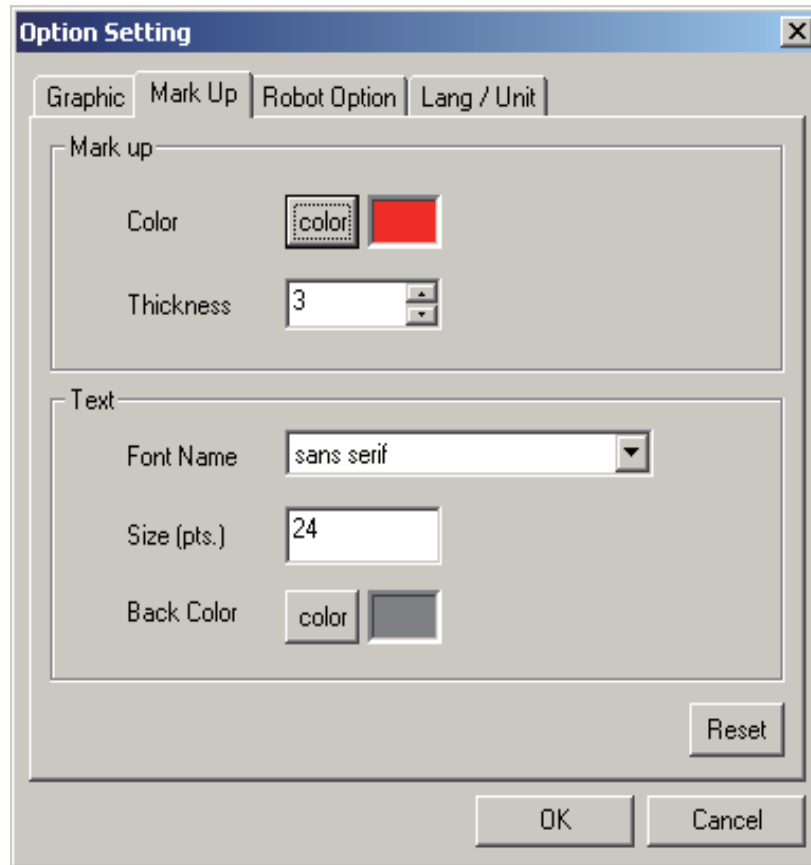 Option Setting
Graphic Mark Up Robot Option Lang / Unit
Mark up
Color color
Thickness 3
Text
Font Name sans serif
Size (pts.) 24
Back Color color
Reset
OK Cancel